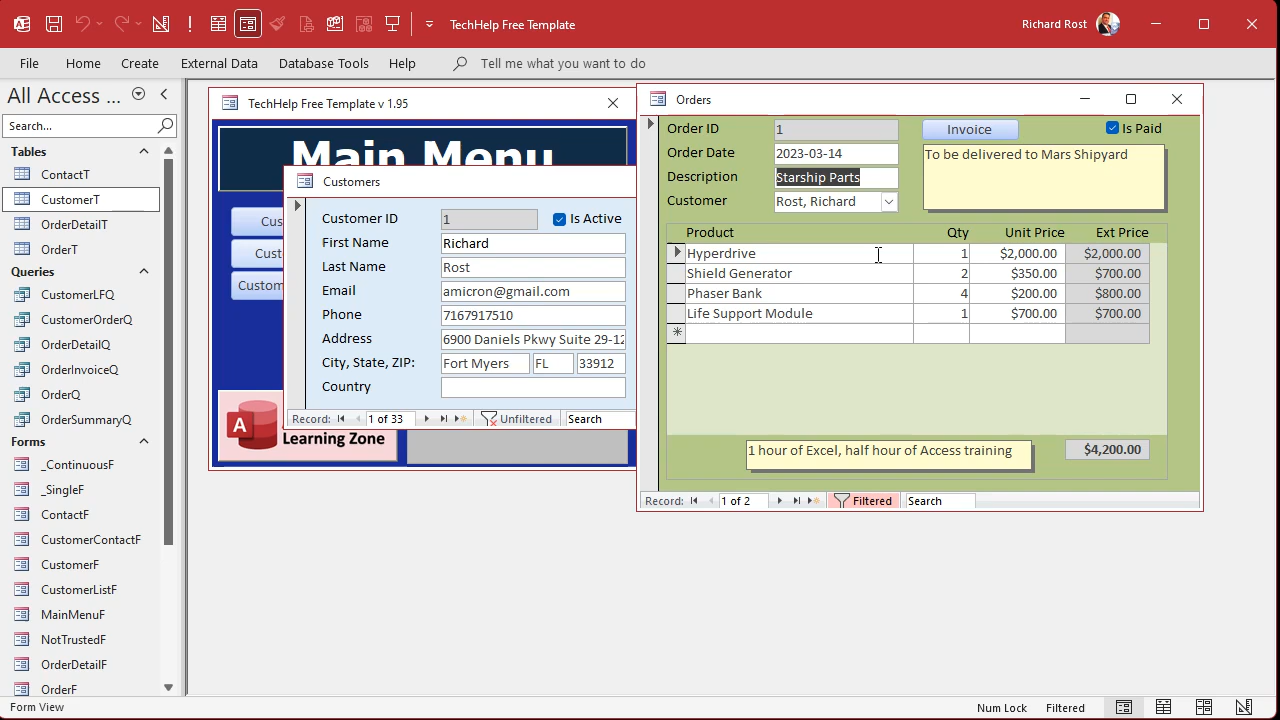 TechHelp Free Template
Richard Rost
File Home Create External Data Database Tools Help Tell me what you want to do
All Access ...
Search...
Tables
ContactT
CustomerT
OrderDetailT
OrderT
Queries
CustomerLFQ
CustomerOrderQ
OrderDetailQ
OrderInvoiceQ
OrderQ
OrderSummaryQ
Forms
_ContinuousF
_SingleF
ContactF
CustomerContactF
CustomerF
CustomerListF
MainMenuF
NotTrustedF
OrderDetailF
OrderF
TechHelp Free Template v 1.95
Main Menu
Cus
Cust
Custom
A
Learning Zone
Customers
Customer ID 1 Is Active
First Name Richard
Last Name Rost
Email amicron@gmail.com
Phone 7167917510
Address 6900 Daniels Pkwy Suite 29-12
City, State, ZIP: Fort Myers FL 33912
Country
Record: 1 of 33 Unfiltered Search
Orders
Order ID 1 Invoice Is Paid
Order Date 2023-03-14 To be delivered to Mars Shipyard
Description Starship Parts
Customer Rost, Richard
Product Qty Unit Price Ext Price
Hyperdrive 1 $2,000.00 $2,000.00
Shield Generator 2 $350.00 $700.00
Phaser Bank 4 $200.00 $800.00
Life Support Module 1 $700.00 $700.00
1 hour of Excel, half hour of Access training $4,200.00
Record: 1 of 2 Filtered Search
Form View Num Lock Filtered